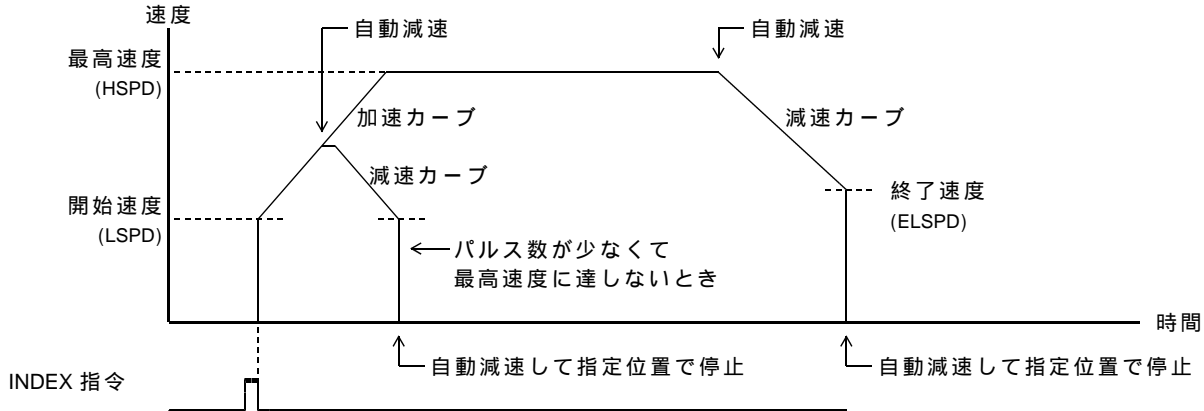 速度
自動減速
自動減速
最高速度
(HSPD)
加速カーブ
減速カーブ
減速カーブ
開始速度
(LSPD)
終了速度
(ELSPD)
パルス数が少なくて
最高速度に達しないとき
時間
自動減速して指定位置で停止
自動減速して指定位置で停止
INDEX 指令